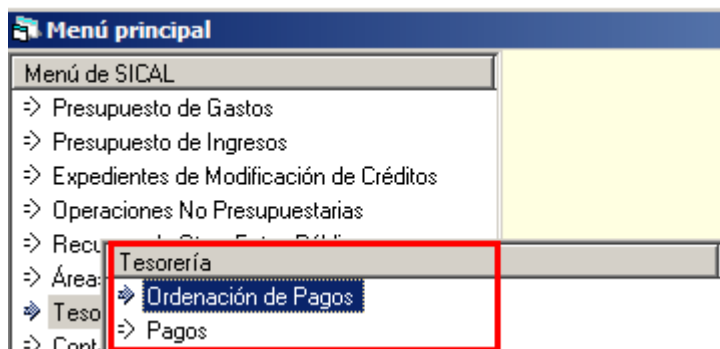 Menú principal
Menú de SICAL
Presupuesto de Gastos
Presupuesto de Ingresos
Expedientes de Modificación de Créditos
Operaciones No Presupuestarias
Tesorería
Ordenación de Pagos
Pagos